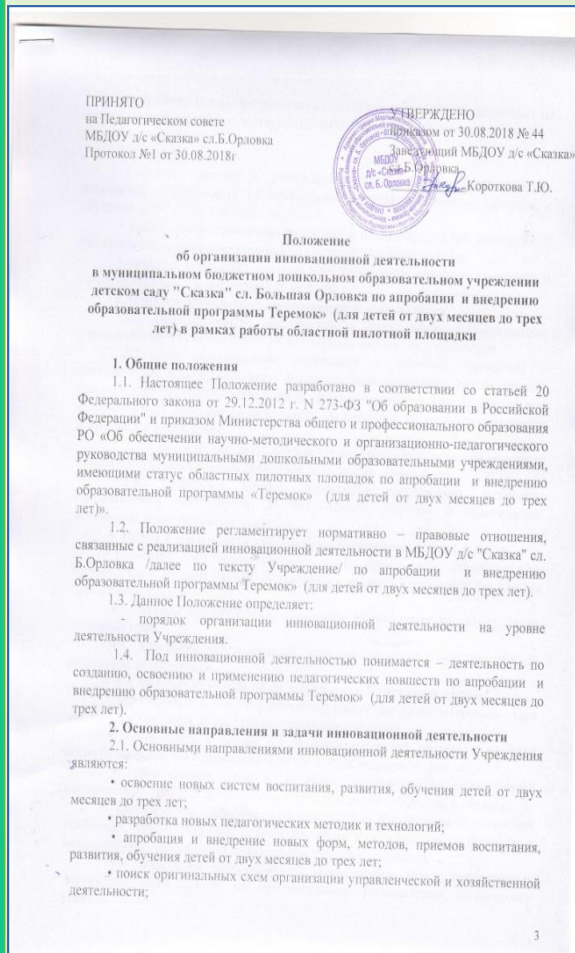 ПРИНЯТО
на Педагогическом совете
МБДОУ д/с «Сказка» сл.Б.Орловка
Протокол №1 от 30.08.2018г
УТВЕРЖДЕНО
приказом от 30.08.2018 № 44
Заведующий МБДОУ д/с «Сказка»
сл.Б.Орловка
Короткова Т.Ю.
МБДОУ
д/с «Сказка»
сл. Б. Орловка
Положение
об организации инновационной деятельности
в муниципальном бюджетном дошкольном образовательном учреждении
детском саду "Сказка" сл. Большая Орловка по апробации и внедрению
образовательной программы Теремок» (для детей от двух месяцев до трех
лет) в рамках работы областной пилотной площадки
1. Общие положения
1.1. Настоящее Положение разработано в соответствии со статьей 20
Федерального закона от 29.12.2012 г. N 273-ФЗ "Об образовании в Российской
Федерации" и приказом Министерства общего и профессионального образования
РО «Об обеспечении научно-методического и организационно-педагогического
руководства муниципальными дошкольными образовательными учреждениями,
имеющими статус областных пилотных площадок по апробации и внедрению
образовательной программы «Теремок» (для детей от двух месяцев до трех
лет)».
1.2. Положение регламентирует нормативно – правовые отношения,
связанные с реализацией инновационной деятельности в МБДОУ д/с "Сказка" сл.
Б.Орловка /далее по тексту Учреждение/ по апробации и внедрению
образовательной программы Теремок» (для детей от двух месяцев до трех лет).
1.3. Данное Положение определяет:
- порядок организации инновационной деятельности на уровне
деятельности Учреждения.
1.4. Под инновационной деятельностью понимается – деятельность по
созданию, освоению и применению педагогических новшеств по апробации и
внедрению образовательной программы Теремок» (для детей от двух месяцев до
трех лет).
2. Основные направления и задачи инновационной деятельности
2.1. Основными направлениями инновационной деятельности Учреждения
являются:
• освоение новых систем воспитания, развития, обучения детей от двух
месяцев до трех лет;
• разработка новых педагогических методик и технологий;
• апробация и внедрение новых форм, методов, приемов воспитания,
развития, обучения детей от двух месяцев до трех лет;
• поиск оригинальных схем организации управленческой и хозяйственной
деятельности;
3